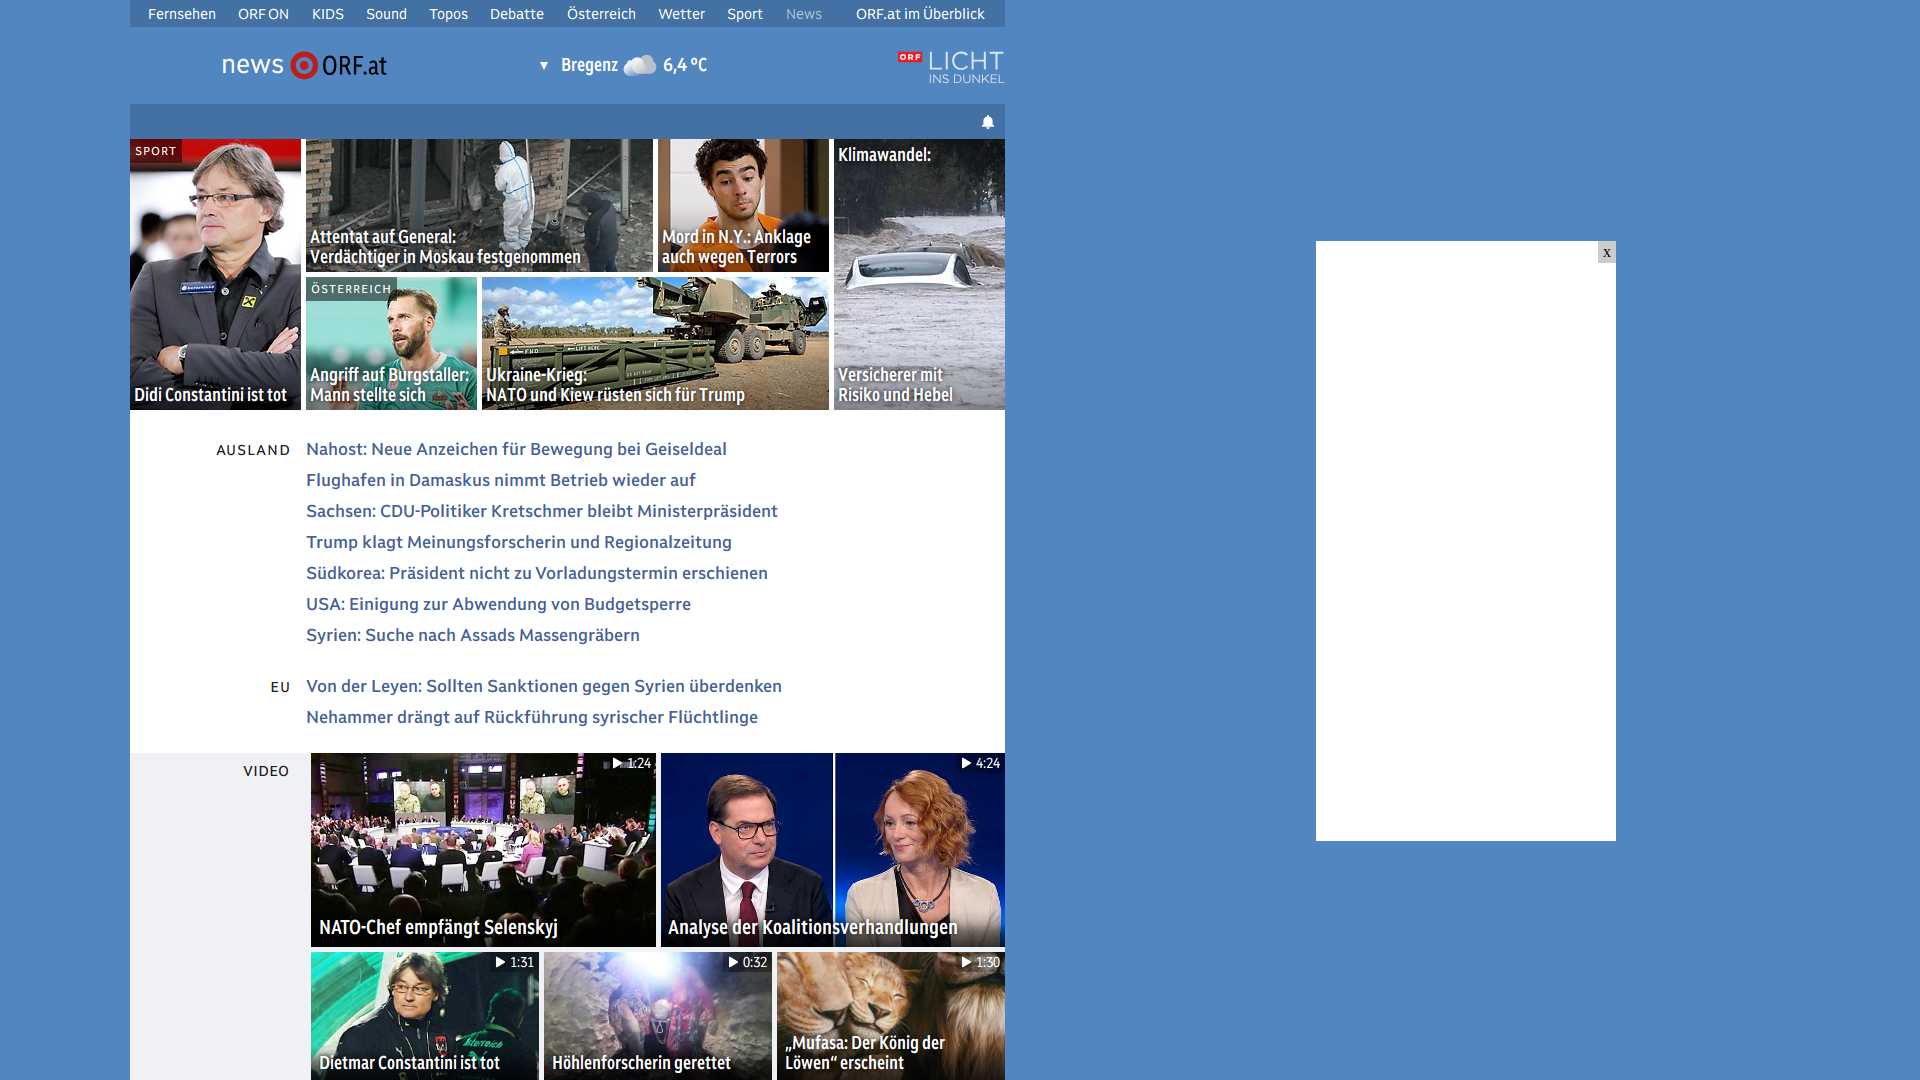 Fernsehen ORF ON KIDS Sound Topos Debatte Österreich Wetter Sport News ORF.at im Überblick
news ORF.at
▼ Bregenz 6,4 °C
ORF LICHT
INS DUNKEL
SPORT
Didi Constantini ist tot
Attentat auf General:
Verdächtiger in Moskau festgenommen
Mord in N.Y.: Anklage
auch wegen Terrors
Klimawandel:
Versicherer mit
Risiko und Hebel
ÖSTERREICH
Angriff auf Burgstaller:
Mann stellte sich
Ukraine-Krieg:
NATO und Kiew rüsten sich für Trump
x
AUSLAND
Nahost: Neue Anzeichen für Bewegung bei Geiseldeal
Flughafen in Damaskus nimmt Betrieb wieder auf
Sachsen: CDU-Politiker Kretschmer bleibt Ministerpräsident
Trump klagt Meinungsforscherin und Regionalzeitung
Südkorea: Präsident nicht zu Vorladungstermin erschienen
USA: Einigung zur Abwendung von Budgetsperre
Syrien: Suche nach Assads Massengräbern
EU
Von der Leyen: Sollten Sanktionen gegen Syrien überdenken
Nehammer drängt auf Rückführung syrischer Flüchtlinge
VIDEO
1:24
NATO-Chef empfängt Selenskyj
4:24
Analyse der Koalitionsverhandlungen
1:31
Dietmar Constantini ist tot
0:32
Höhlenforscherin gerettet
1:30
„Mufasa: Der König der
Löwen“ erscheint